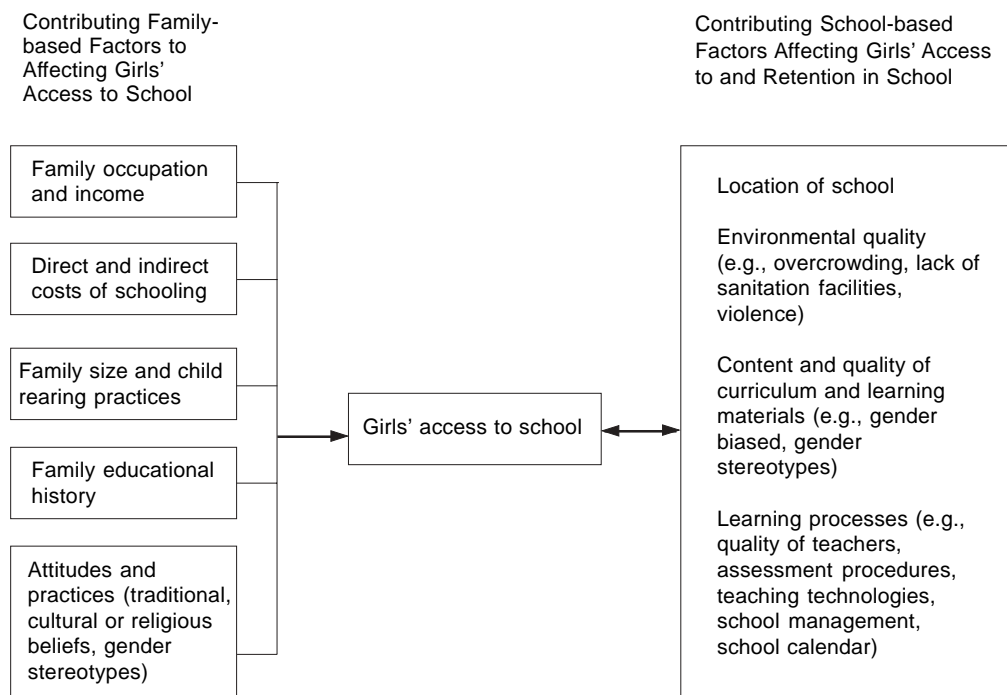 Contributing Family-
based Factors to
Affecting Girls’
Access to School
Family occupation
and income
Direct and indirect
costs of schooling
Family size and child
rearing practices
Family educational
history
Attitudes and
practices (traditional,
cultural or religious
beliefs, gender
stereotypes)
Girls’ access to school
Contributing School-based
Factors Affecting Girls’ Access
to and Retention in School
Location of school
Environmental quality
(e.g., overcrowding, lack of
sanitation facilities,
violence)
Content and quality of
curriculum and learning
materials (e.g., gender
biased, gender
stereotypes)
Learning processes (e.g.,
quality of teachers,
assessment procedures,
teaching technologies,
school management,
school calendar)